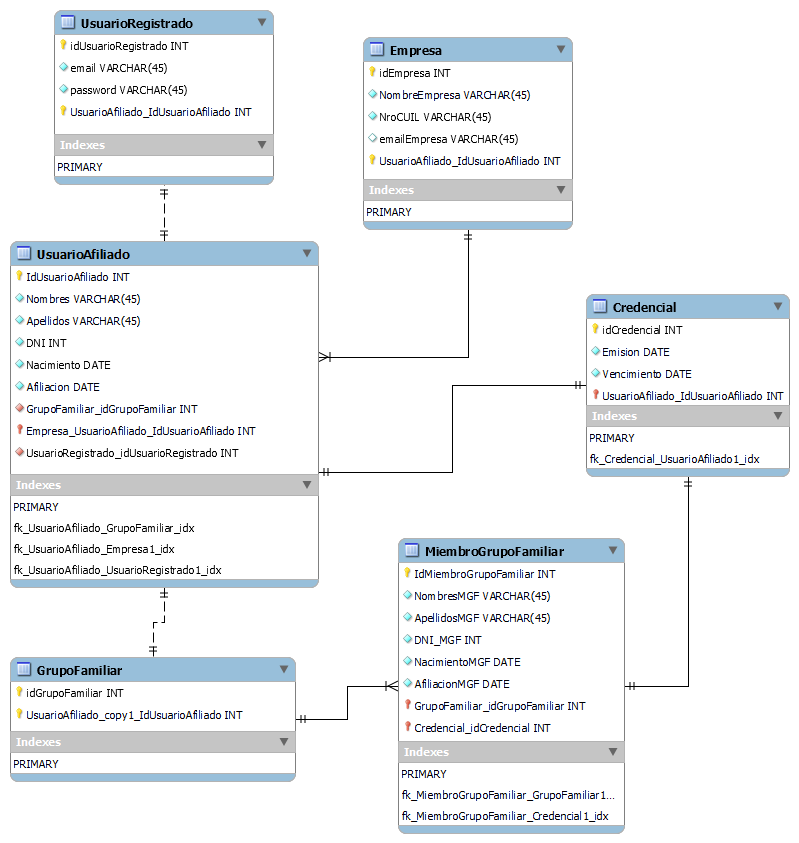 UsuarioRegistrado
idUsuarioRegistrado INT
email VARCHAR(45)
password VARCHAR(45)
UsuarioAfiliado_IdUsuarioAfiliado INT
Indexes
PRIMARY
Empresa
idEmpresa INT
NombreEmpresa VARCHAR(45)
NroCUIL VARCHAR(45)
emailEmpresa VARCHAR(45)
UsuarioAfiliado_IdUsuarioAfiliado INT
Indexes
PRIMARY
UsuarioAfiliado
IdUsuarioAfiliado INT
Nombres VARCHAR(45)
Apellidos VARCHAR(45)
DNI INT
Nacimiento DATE
Afiliacion DATE
GrupoFamiliar_idGrupoFamiliar INT
Empresa_UsuarioAfiliado_IdUsuarioAfiliado INT
UsuarioRegistrado_idUsuarioRegistrado INT
Indexes
PRIMARY
fk_UsuarioAfiliado_GrupoFamiliar_idx
fk_UsuarioAfiliado_Empresa1_idx
fk_UsuarioAfiliado_UsuarioRegistrado1_idx
Credencial
idCredencial INT
Emision DATE
Vencimiento DATE
UsuarioAfiliado_IdUsuarioAfiliado INT
Indexes
PRIMARY
fk_Credencial_UsuarioAfiliado1_idx
MiembroGrupoFamiliar
IdMiembroGrupoFamiliar INT
NombresMGF VARCHAR(45)
ApellidosMGF VARCHAR(45)
DNI_MGF INT
NacimientoMGF DATE
AfiliacionMGF DATE
GrupoFamiliar_idGrupoFamiliar INT
Credencial_idCredencial INT
Indexes
PRIMARY
fk_MiembroGrupoFamiliar_GrupoFamiliar1...
fk_MiembroGrupoFamiliar_Credencial1_idx
GrupoFamiliar
idGrupoFamiliar INT
UsuarioAfiliado_copy1_IdUsuarioAfiliado INT
Indexes
PRIMARY